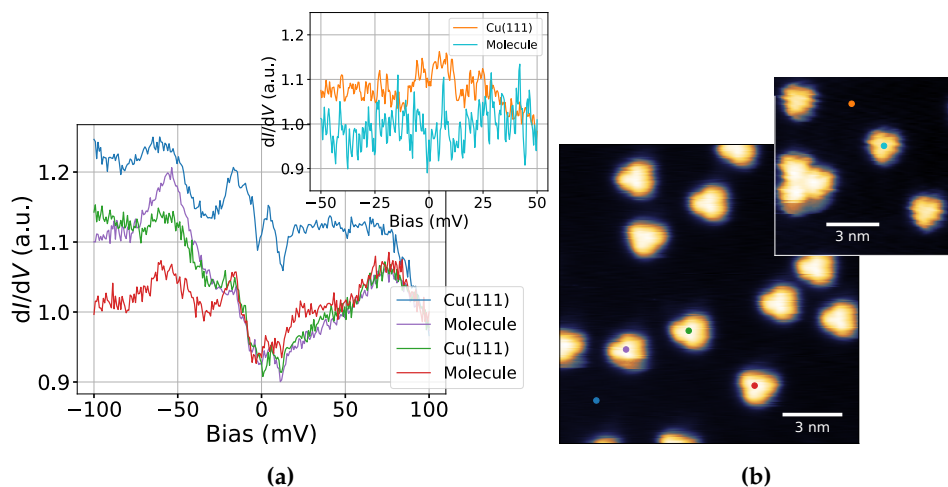 1.2
1.1
1.0
0.9
dI/dV (a.u.)
Cu(111)
Molecule
−50
−25
0
25
50
Bias (mV)
1.2
1.1
1.0
0.9
dI/dV (a.u.)
Cu(111)
Molecule
Cu(111)
Molecule
−100
−50
0
50
100
Bias (mV)
3 nm
3 nm
(a)
(b)